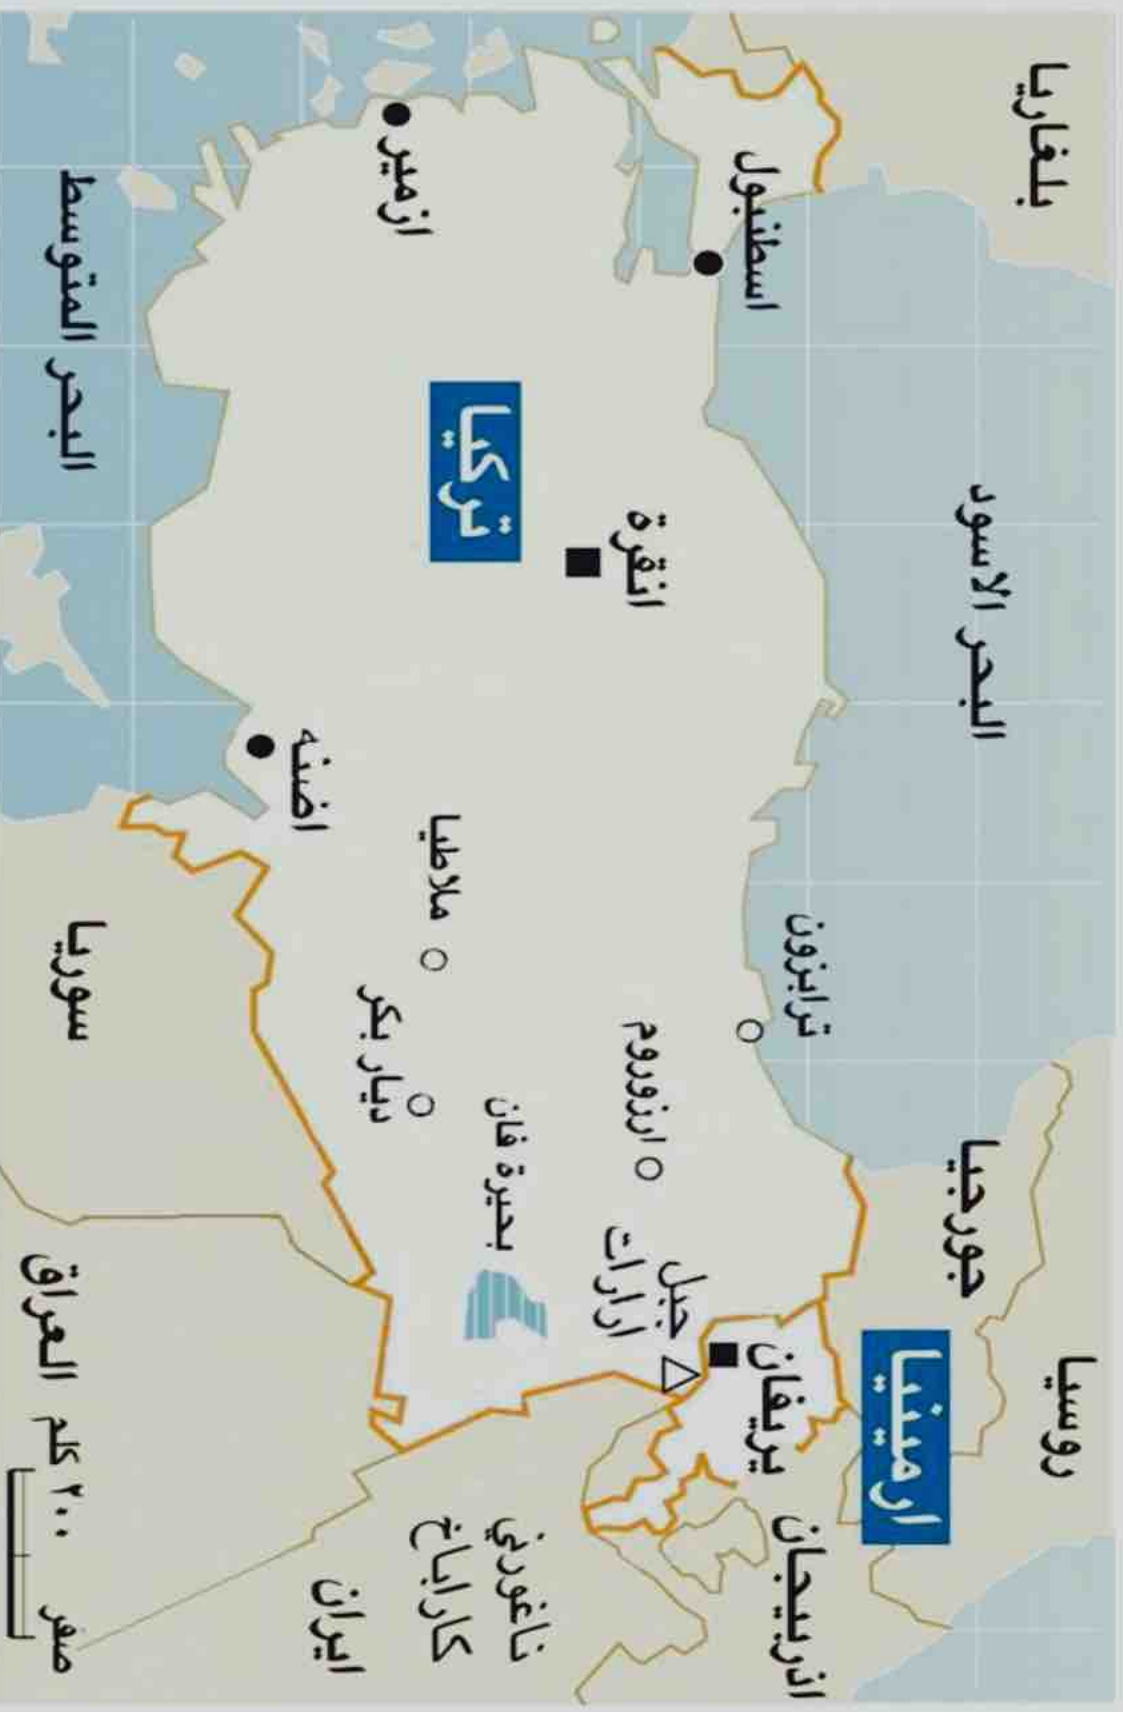 بلغاريا
روسيا
البحر الاسود
جورجيا
ارمينيا
اسطنبول
ترابزون
يريفان
اذربيجان
انقرة
ارزوروم
جبل
ارارات
تركيا
بحيرة فان
ناغورني
كاراباخ
ازمير
ملاطيا
ديار بكر
اضنه
ايران
البحر المتوسط
سوريا
العراق
صفر ٢٠٠ كلم